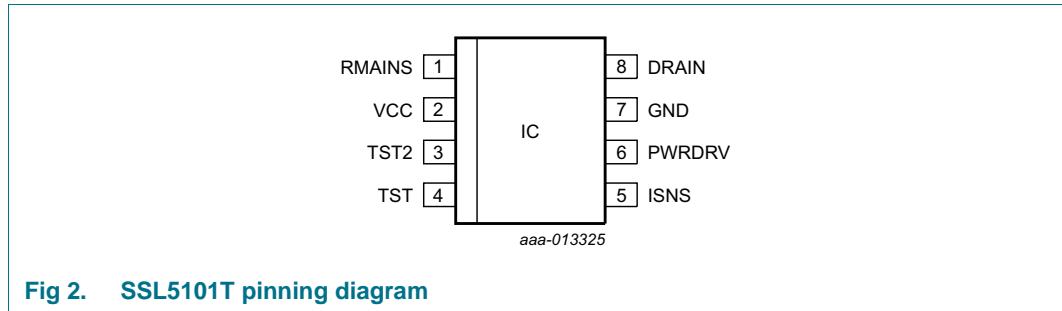 RMAINS 1 8 DRAIN
VCC 2 7 GND
IC
TST2 3 6 PWRDRV
TST 4 5 ISNS
aaa-013325
Fig 2. SSL5101T pinning diagram